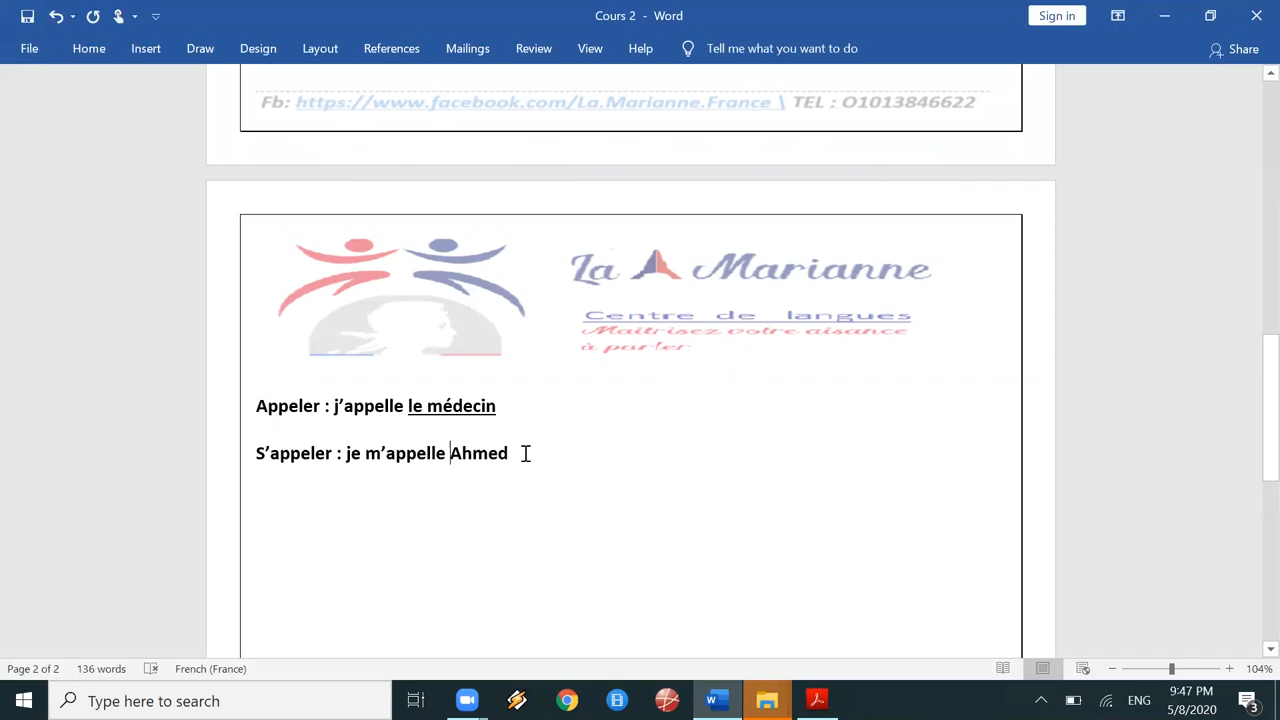 Cours 2 - Word
Sign in
File Home Insert Draw Design Layout References Mailings Review View Help Tell me what you want to do Share
Fb: https://www.facebook.com/La.Marianne.France \ TEL : O1013846622
La Marianne
Centre de langues
Maitrisez votre aisance
à parler
Appeler : j’appelle le médecin
S’appeler : je m’appelle Ahmed
Page 2 of 2 136 words French (France) 104%
Type here to search
ENG
9:47 PM
5/8/2020
3